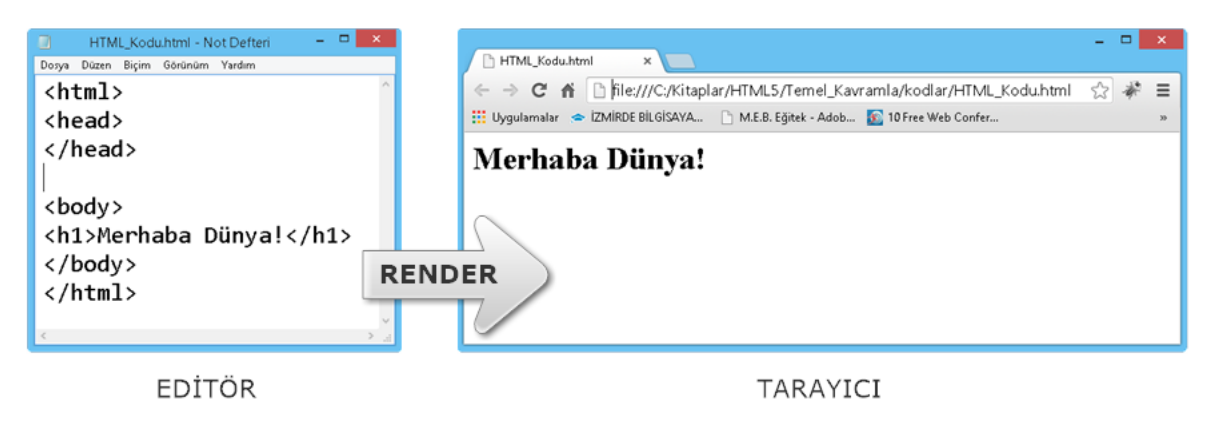 HTML_Kodu.html - Not Defteri
Dosya Düzen Biçim Görünüm Yardım
<html>
<head>
</head>
<body>
<h1>Merhaba Dünya!</h1>
</body>
</html>
EDİTÖR
RENDER
HTML_Kodu.html
file:///C:/Kitaplar/HTML5/Temel_Kavramla/kodlar/HTML_Kodu.html
Uygulamalar İZMİRDE BİLGİSAYA... M.E.B. Eğitek - Adob... 10 Free Web Confer...
Merhaba Dünya!
TARAYICI